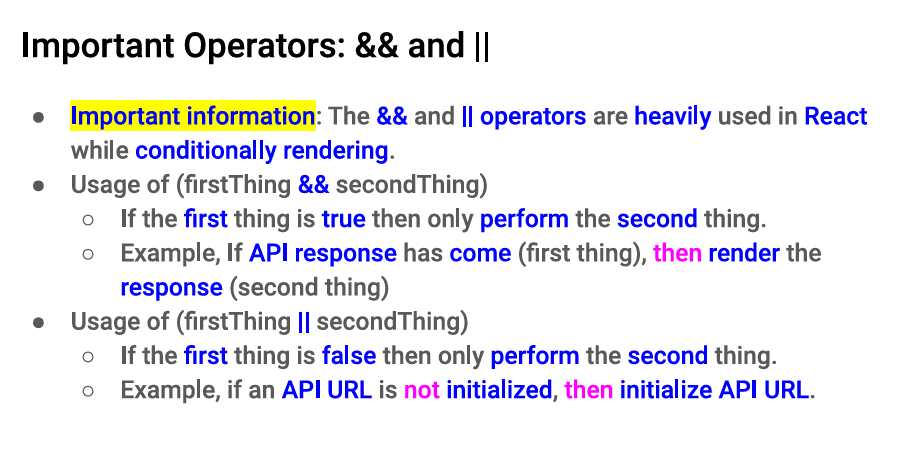 Important Operators: && and ||
● Important information: The && and || operators are heavily used in React
while conditionally rendering.
● Usage of (firstThing && secondThing)
○ If the first thing is true then only perform the second thing.
○ Example, If API response has come (first thing), then render the
response (second thing)
● Usage of (firstThing || secondThing)
○ If the first thing is false then only perform the second thing.
○ Example, if an API URL is not initialized, then initialize API URL.